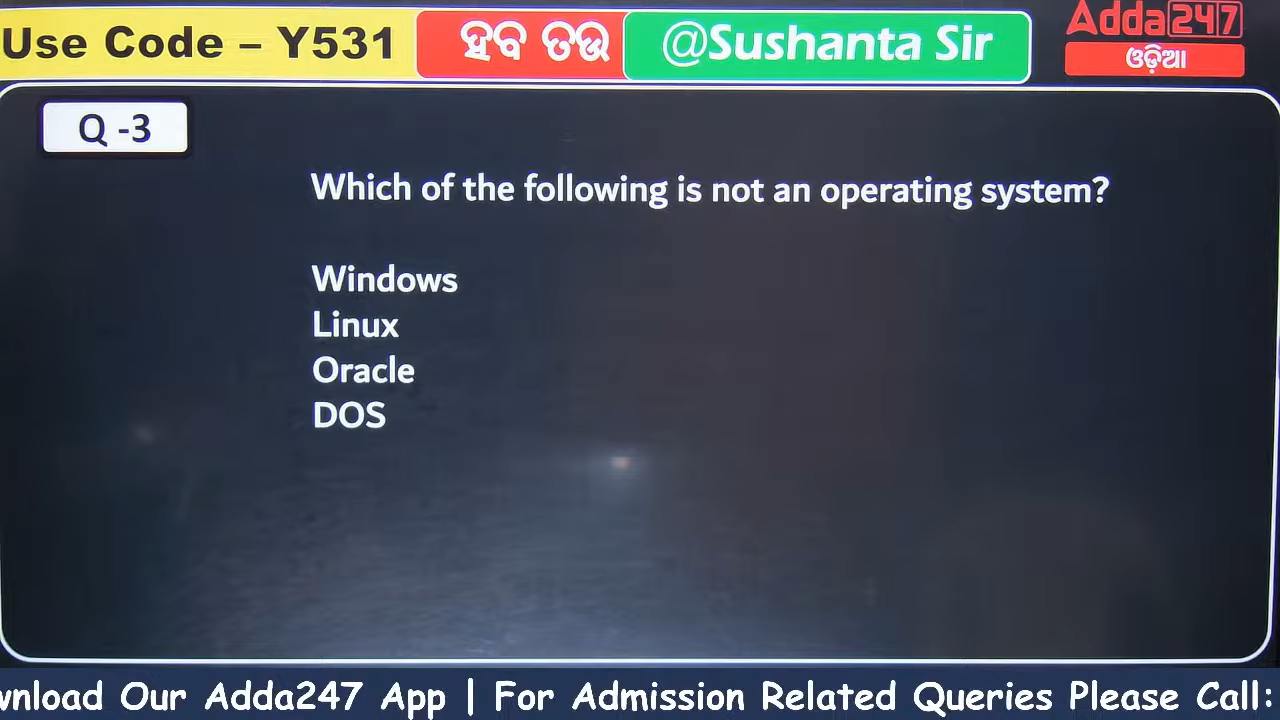 Use Code – Y531
ହବ ତଉ
@Sushanta Sir
Adda247
ଓଡ଼ିଆ
Q -3
Which of the following is not an operating system?
Windows
Linux
Oracle
DOS
wnload Our Adda247 App | For Admission Related Queries Please Call: